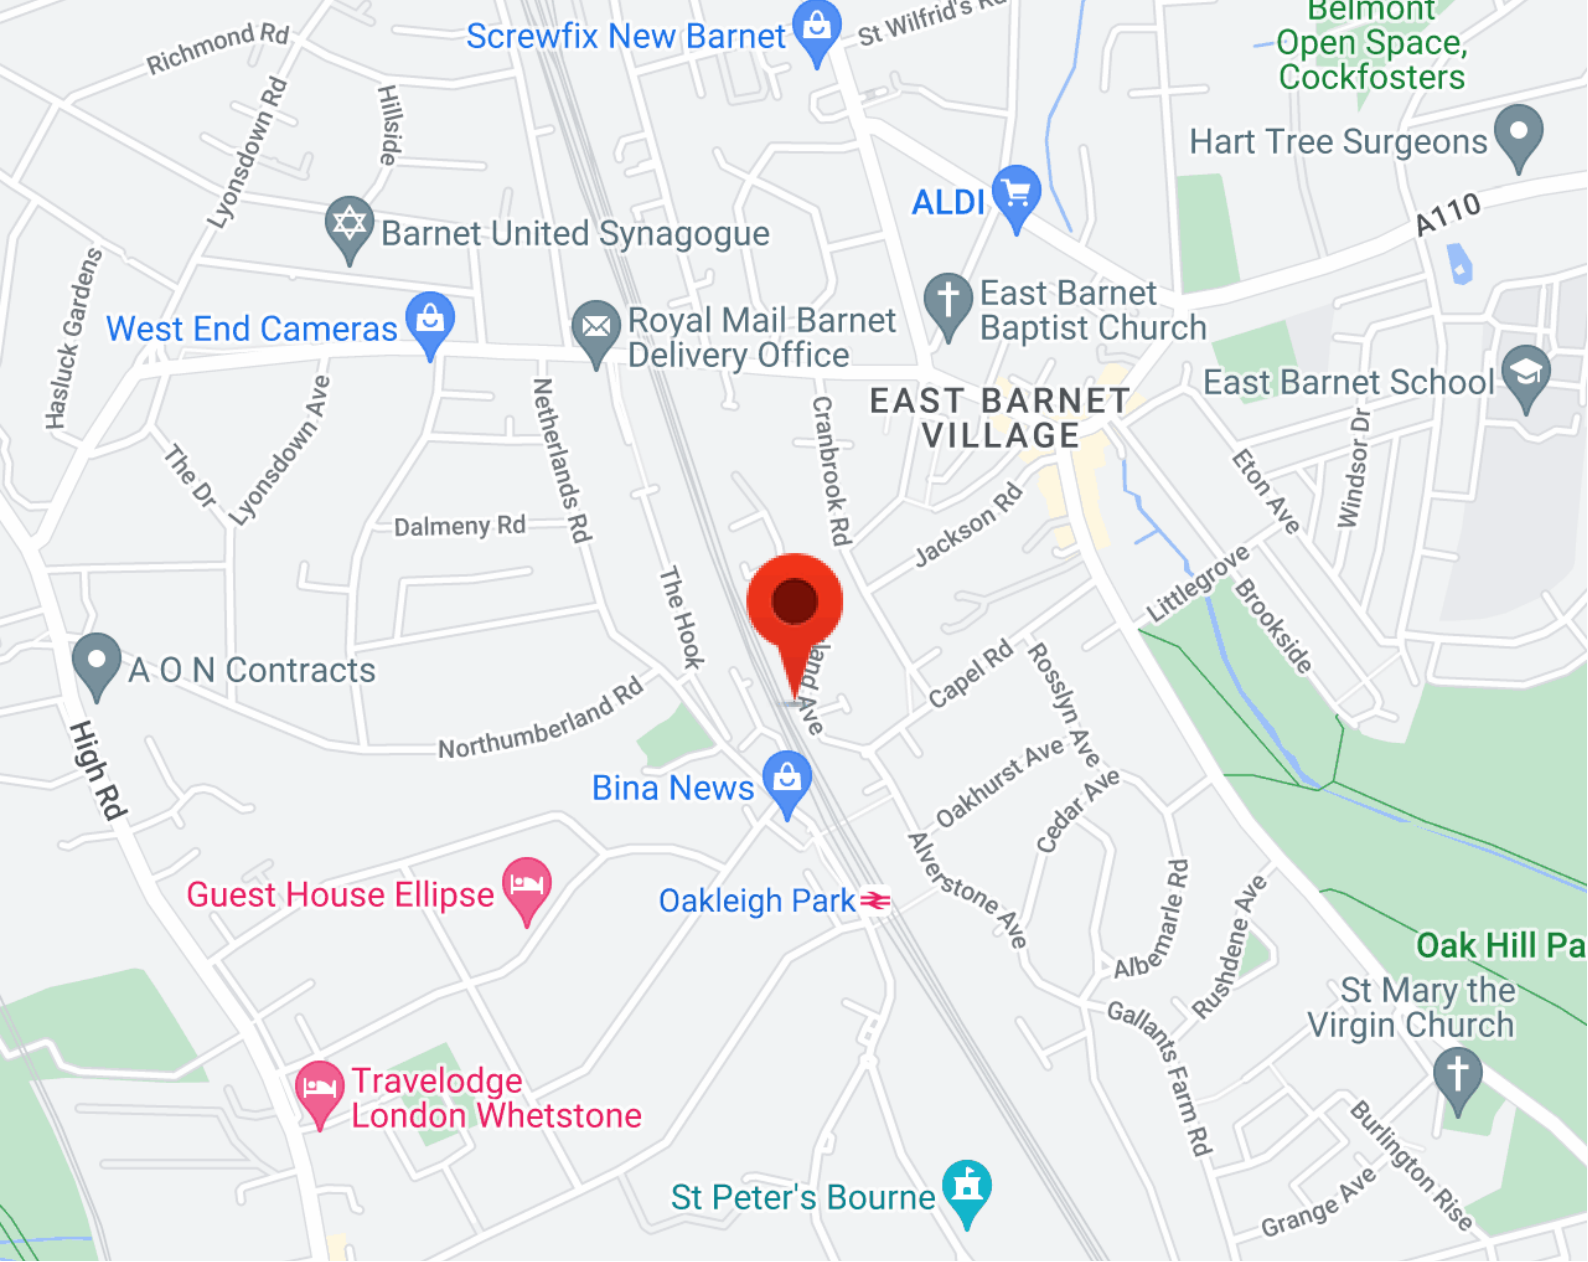 Belmont
Open Space,
Cockfosters
Screwfix New Barnet
St Wilfrid's Rd
Richmond Rd
Hillside
Lyonsdown Rd
Hart Tree Surgeons
ALDI
A110
Barnet United Synagogue
Hasluck Gardens
East Barnet
Baptist Church
West End Cameras
Royal Mail Barnet
Delivery Office
East Barnet School
EAST BARNET
VILLAGE
Netherlands Rd
Cranbrook Rd
Lyonsdown Ave
The Dr
Windsor Dr
Eton Ave
Dalmeny Rd
Jackson Rd
Littlegrove
Brookside
The Hook
A O N Contracts
Capel Rd
Rosslyn Ave
Ave
Northumberland Rd
High Rd
Bina News
Oakhurst Ave
Cedar Ave
Alverstone Ave
Guest House Ellipse
Oakleigh Park
Albemarle Rd
Rushdene Ave
Oak Hill Pa
St Mary the
Virgin Church
Gallants Farm Rd
Travelodge
London Whetstone
Burlington Rise
St Peter's Bourne
Grange Ave